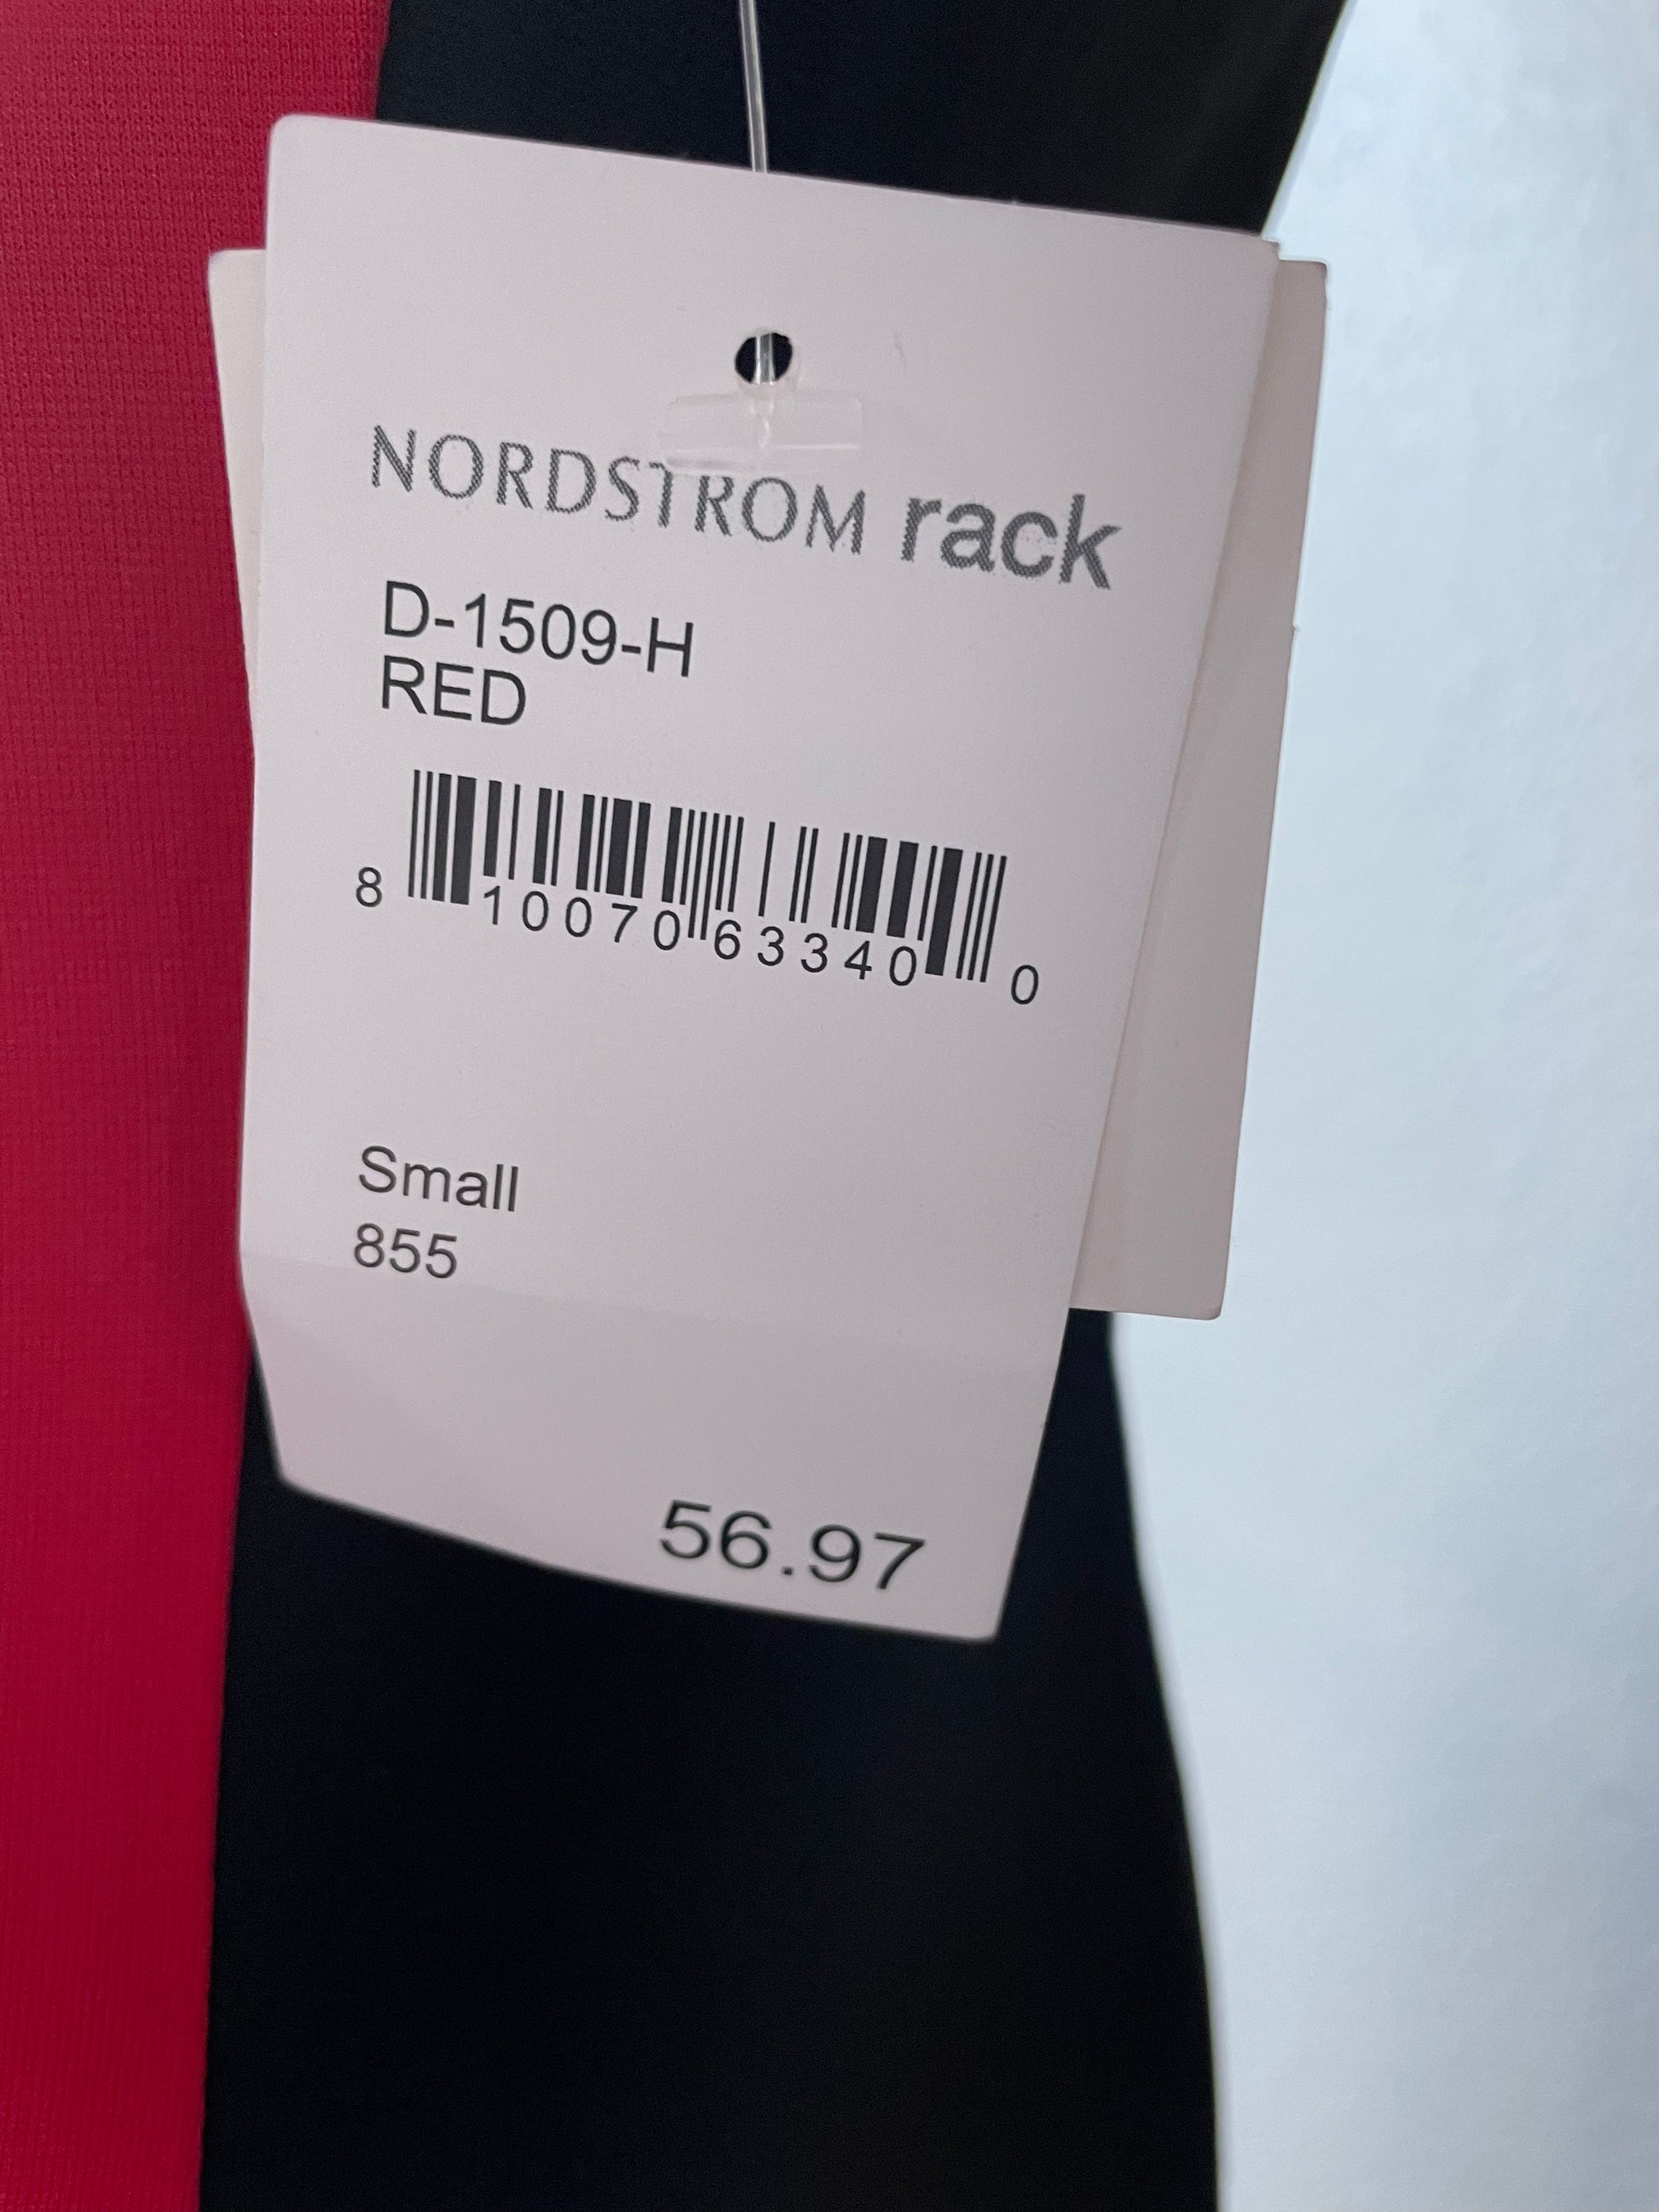 NORDSTROM rack
D-1509-H
RED
8 10070 63340 0
Small
855
56.97